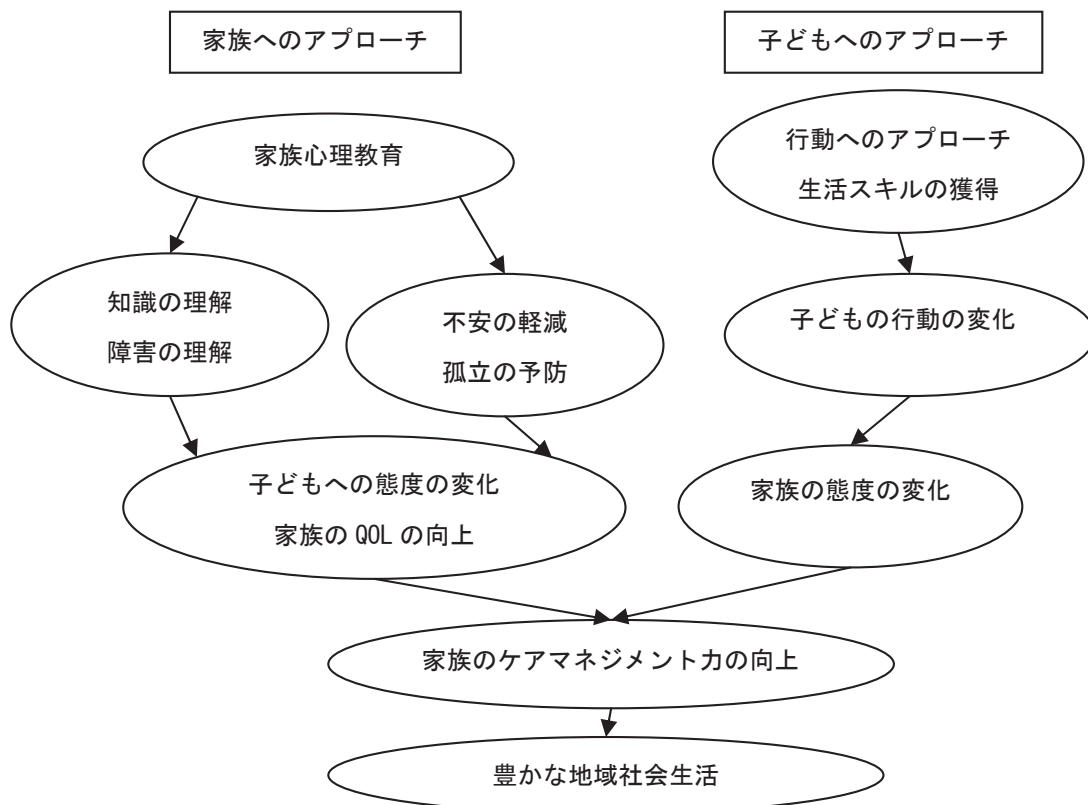 家族へのアプローチ
子どもへのアプローチ
家族心理教育
行動へのアプローチ
生活スキルの獲得
知識の理解
障害の理解
不安の軽減
孤立の予防
子どもの行動の変化
子どもへの態度の変化
家族の QOL の向上
家族の態度の変化
家族のケアマネジメント力の向上
豊かな地域社会生活